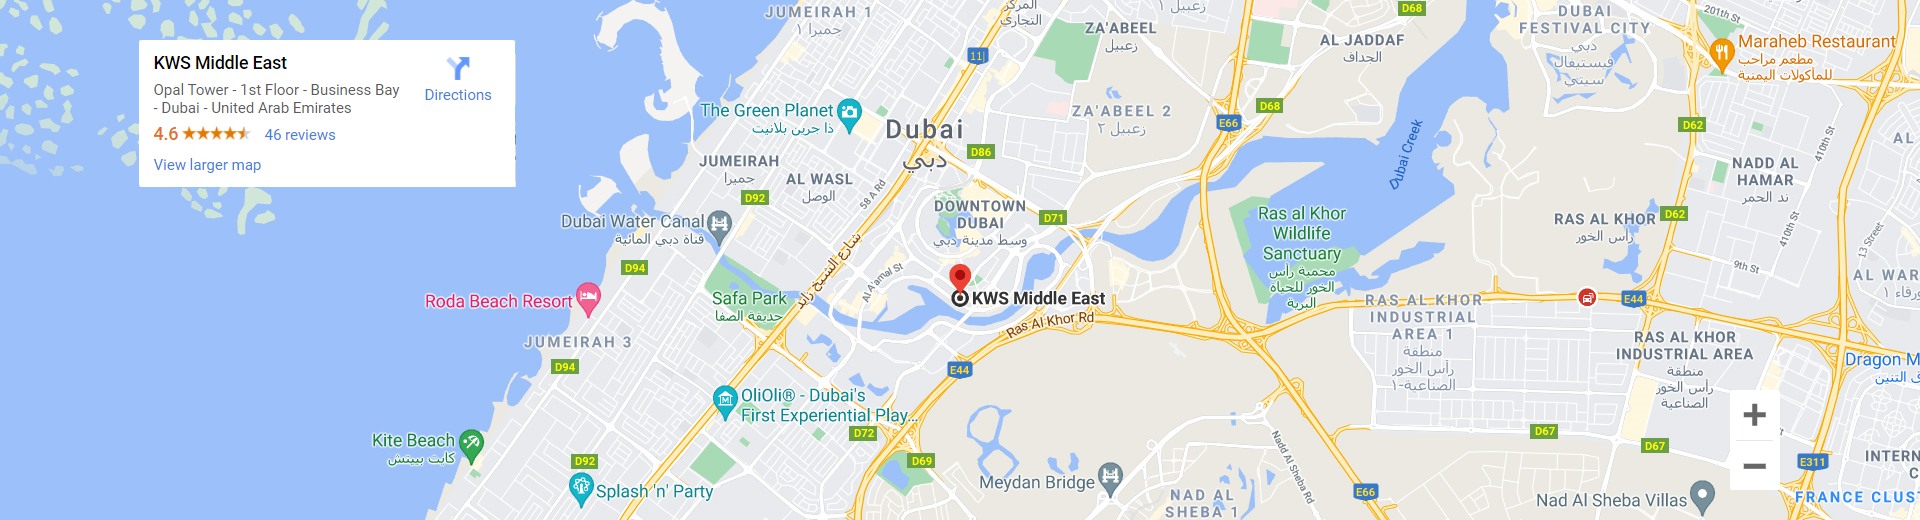 KWS Middle East
Opal Tower - 1st Floor - Business Bay
- Dubai - United Arab Emirates
4.6
46 reviews
View larger map
Directions
JUMEIRAH 1
جميرا ١
المركز
التجاري
11
ZA'ABEEL
زعبيل
زعبيل ١
D68
AL JADDAF
الجداف
DUBAI
FESTIVAL CITY
دبي
فيستفال
سيتي
201th St
Maraheb Restaurant
مطعم مراحب
للمأكولات اليمنية
The Green Planet
ذا جرين بلانيت
Dubai
دبي
D86
D71
ZA'ABEEL 2
زعبيل ٢
E66
D68
D62
Dubai Creek
410th St
NADD AL
HAMAR
ند الحمر
JUMEIRAH
جميرا
AL WASL
الوصل
D92
58 A Rd
DOWNTOWN
DUBAI
وسط مدينة دبي
D71
Dubai Water Canal
قناة دبي المائية
Ras al Khor
Wildlife
Sanctuary
محمية رأس
الخور للحياة
البرية
RAS AL KHOR
رأس الخور
D62
410th St
13 Street
9th St
AL WAR
ورقاء ١
D94
شارع الشيخ زايد
Al A'amal St
Safa Park
حديقة الصفا
KWS Middle East
Ras Al Khor Rd
Roda Beach Resort
JUMEIRAH 3
D94
E44
RAS AL KHOR
INDUSTRIAL
AREA 1
منطقة
رأس الخور
الصناعية-١
E44
RAS AL KHOR
INDUSTRIAL AREA
منطقة
رأس الخور
الصناعية
Dragon M
ق التنين
OliOli® - Dubai's
First Experiential Play...
D72
Kite Beach
كايت بييتش
D92
D69
Splash 'n' Party
Meydan Bridge
NAD AL
SHEBA 1
Nad Al Sheba Rd
E66
D67
D67
E311
INTERN
C
FRANCE CLUST
Nad Al Sheba Villas